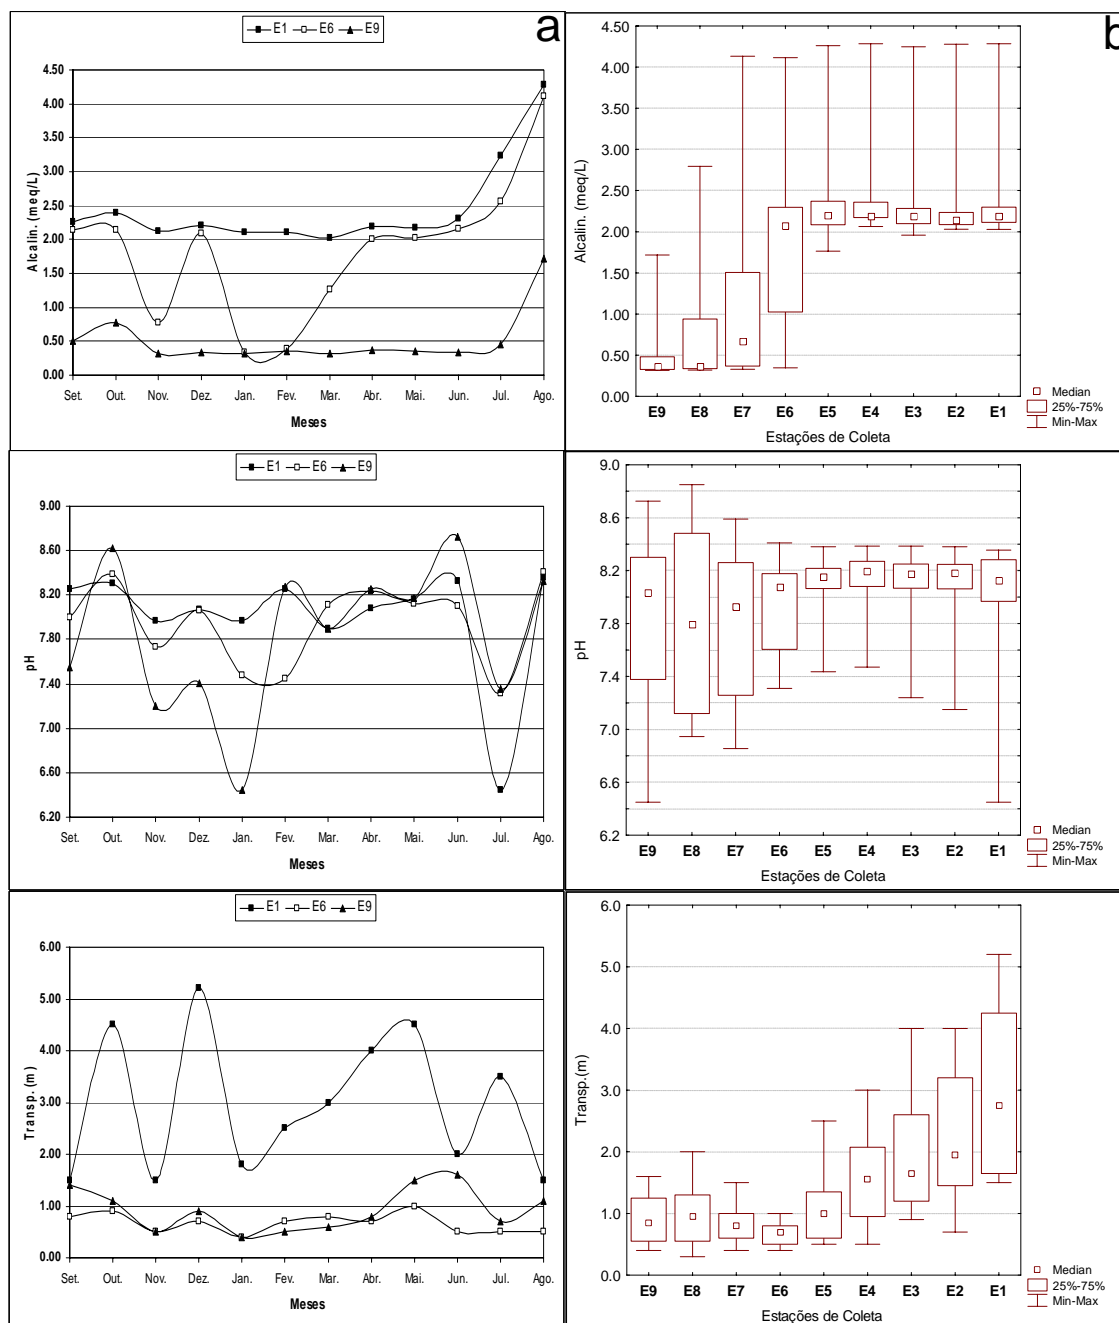 E1 E6 E9
a
4.50
4.00
3.50
3.00
2.50
2.00
1.50
1.00
0.50
0.00
Alcalin. (meq/L)
Set. Out. Nov. Dez. Jan. Fev. Mar. Abr. Mai. Jun. Jul. Ago.
Meses
b
4.50
4.00
3.50
3.00
2.50
2.00
1.50
1.00
0.50
0.00
Alcalin. (meq/L)
E9 E8 E7 E6 E5 E4 E3 E2 E1
Estações de Coleta
Median
25%-75%
Min-Max
E1 E6 E9
9.00
8.60
8.20
7.80
7.40
7.00
6.60
6.20
pH
Set. Out. Nov. Dez. Jan. Fev. Mar. Abr. Mai. Jun. Jul. Ago.
Meses
9.0
8.6
8.2
7.8
7.4
7.0
6.6
6.2
pH
E9 E8 E7 E6 E5 E4 E3 E2 E1
Estações de Coleta
Median
25%-75%
Min-Max
E1 E6 E9
6.00
5.00
4.00
3.00
2.00
1.00
0.00
Transp. (m)
Set. Out. Nov. Dez. Jan. Fev. Mar. Abr. Mai. Jun. Jul. Ago.
Meses
6.0
5.0
4.0
3.0
2.0
1.0
0.0
Transp.(m)
E9 E8 E7 E6 E5 E4 E3 E2 E1
Estações de Coleta
Median
25%-75%
Min-Max